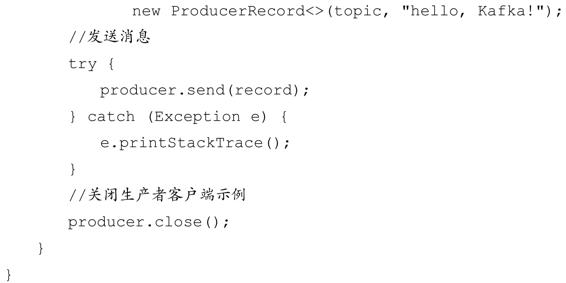 new ProducerRecord<>(topic, "hello, Kafka!");
//发送消息
try {
producer.send(record);
} catch (Exception e) {
e.printStackTrace();
}
//关闭生产者客户端示例
producer.close();
}
}